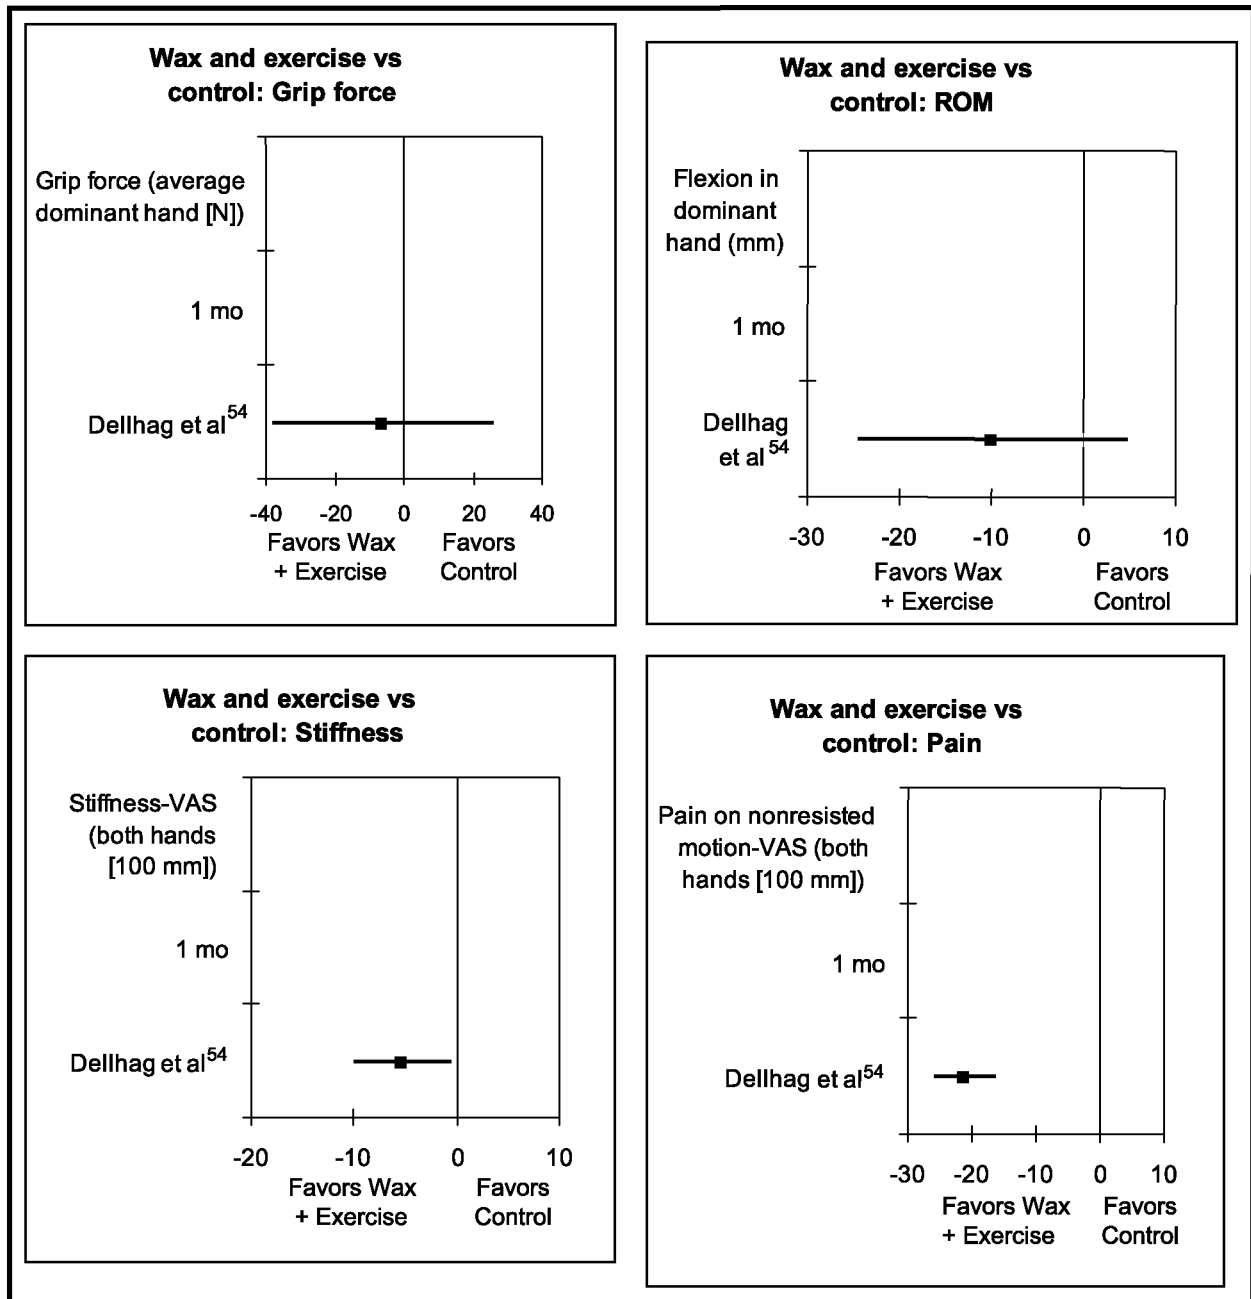 Wax and exercise vs
control: Grip force
Grip force (average
dominant hand [N])
1 mo
Dellhag et al54
-40 -20 0 20 40
Favors Wax Favors
+ Exercise Control
Wax and exercise vs
control: ROM
Flexion in
dominant
hand (mm)
1 mo
Dellhag
et al54
-30 -20 -10 0 10
Favors Wax Favors
+ Exercise Control
Wax and exercise vs
control: Stiffness
Stiffness-VAS
(both hands
[100 mm])
1 mo
Dellhag et al54
-20 -10 0 10
Favors Wax Favors
+ Exercise Control
Wax and exercise vs
control: Pain
Pain on nonresisted
motion-VAS (both
hands [100 mm])
1 mo
Dellhag et al54
-30 -20 -10 0 10
Favors Wax Favors
+ Exercise Control